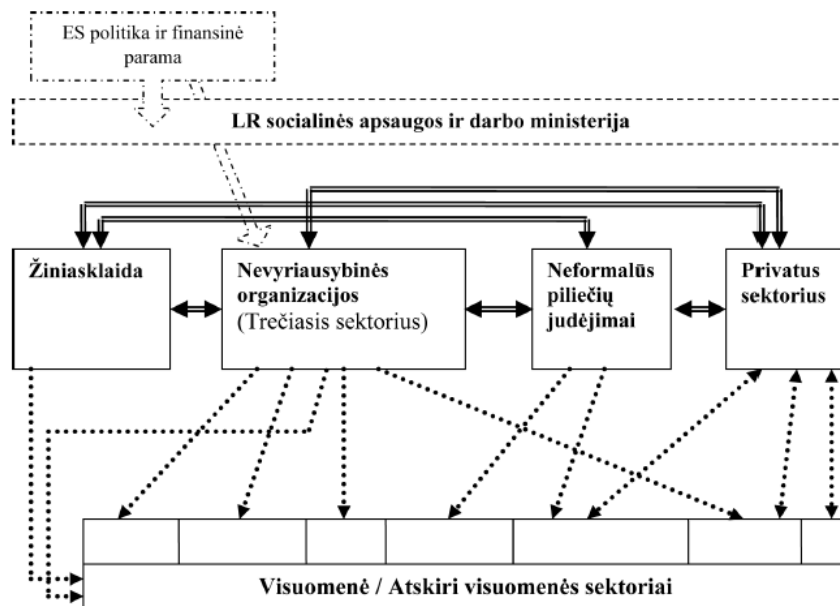 ES politika ir finansinė
parama
LR socialinės apsaugos ir darbo ministerija
Žiniasklaida
Nevyriausybinės
organizacijos
(Trečiasis sektorius)
Neformalūs
piliečių
judėjimai
Privatus
sektorius
Visuomenė / Atskiri visuomenės sektoriai